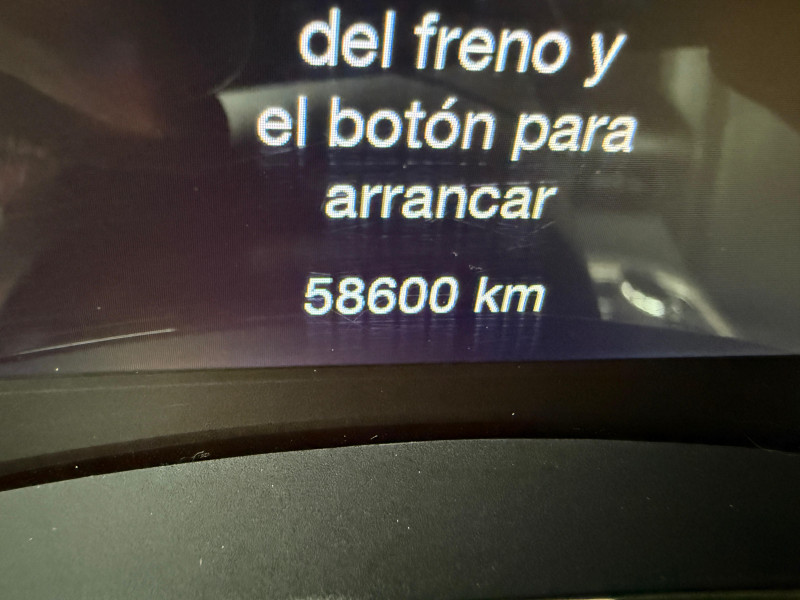 del freno y
el botón para
arrancar
58600 km